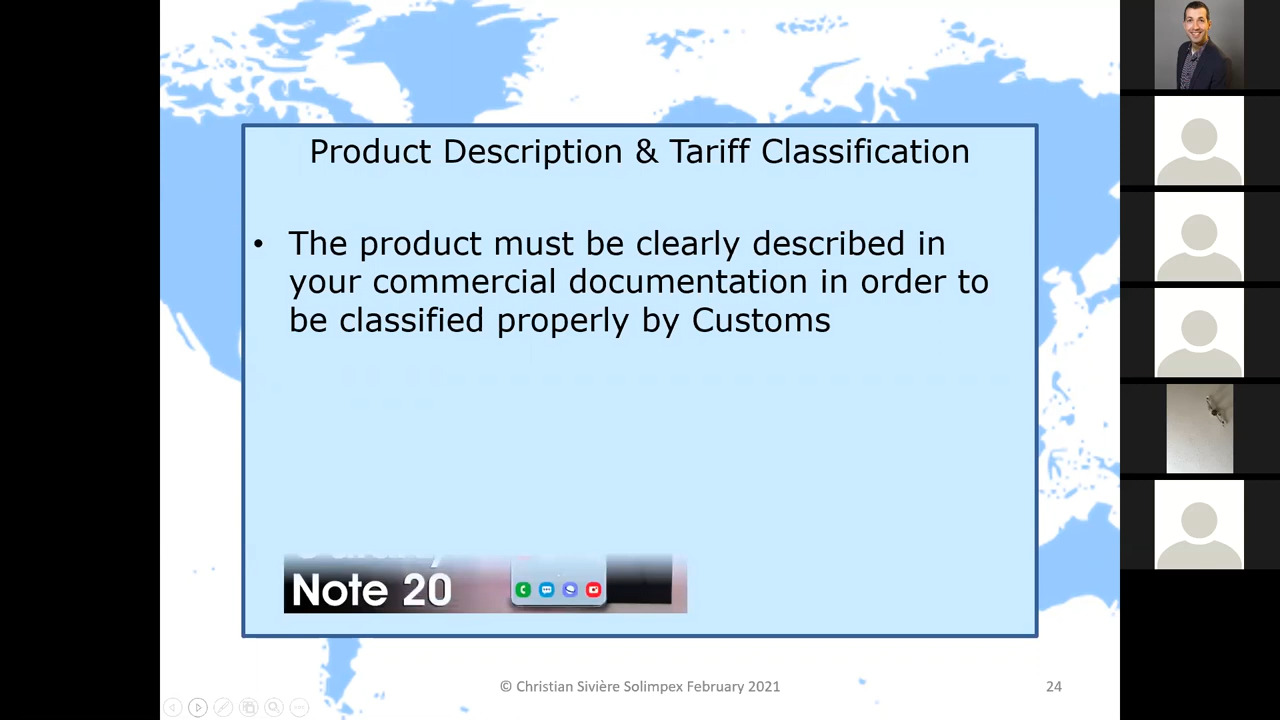 Product Description & Tariff Classification
• The product must be clearly described in
your commercial documentation in order to
be classified properly by Customs
Note 20
© Christian Sivière Solimpex February 2021
24